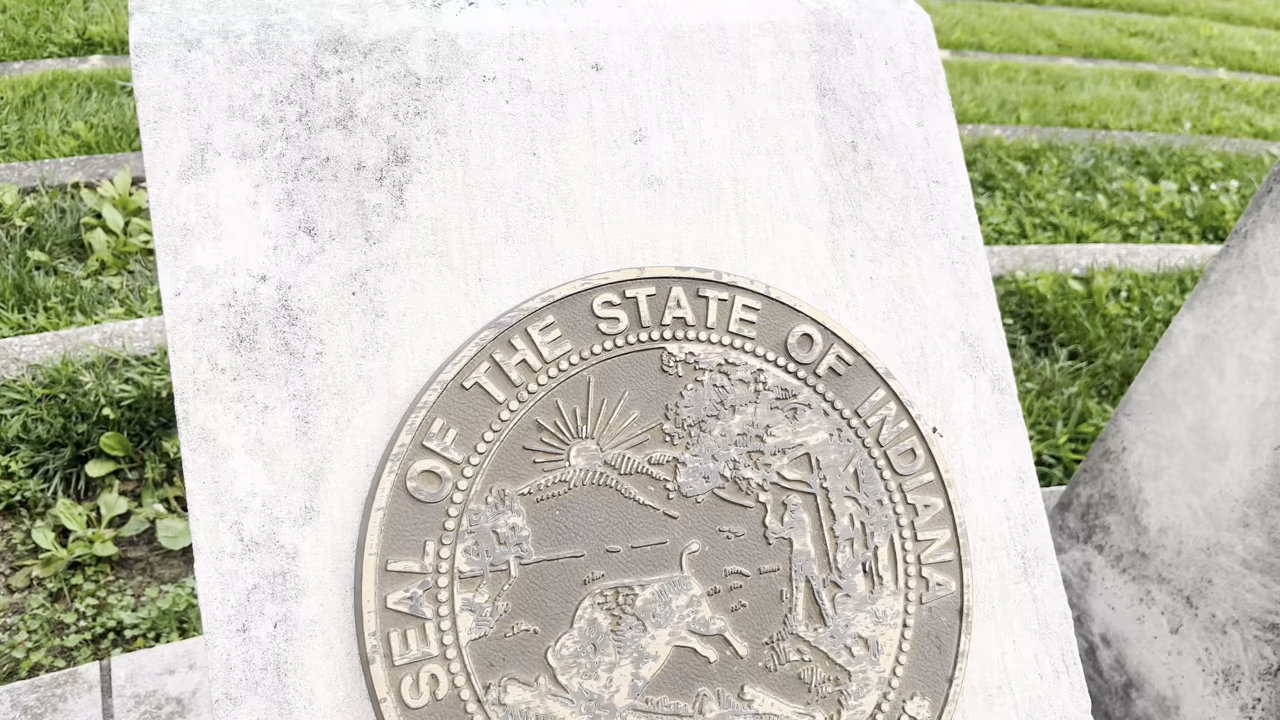 SEAL OF THE STATE OF INDIANA